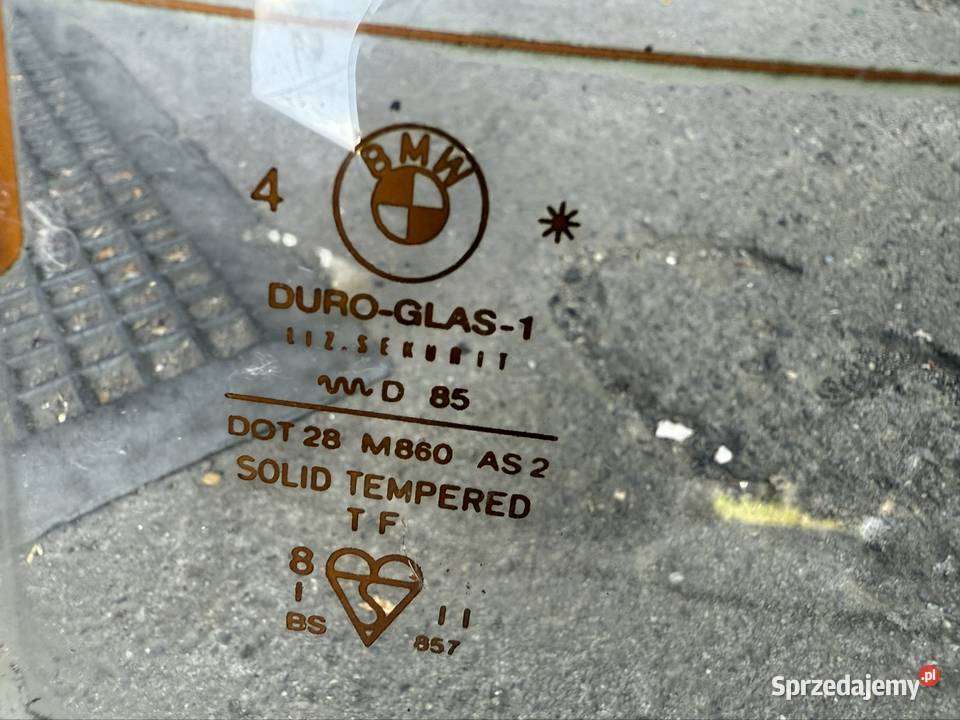 BMW
4 *
DURO-GLAS-1
LIZ.SEKURIT
D 85
DOT 28 M860 AS 2
SOLID TEMPERED
T F
8
I I I
BS 857
Sprzedajemy.pl